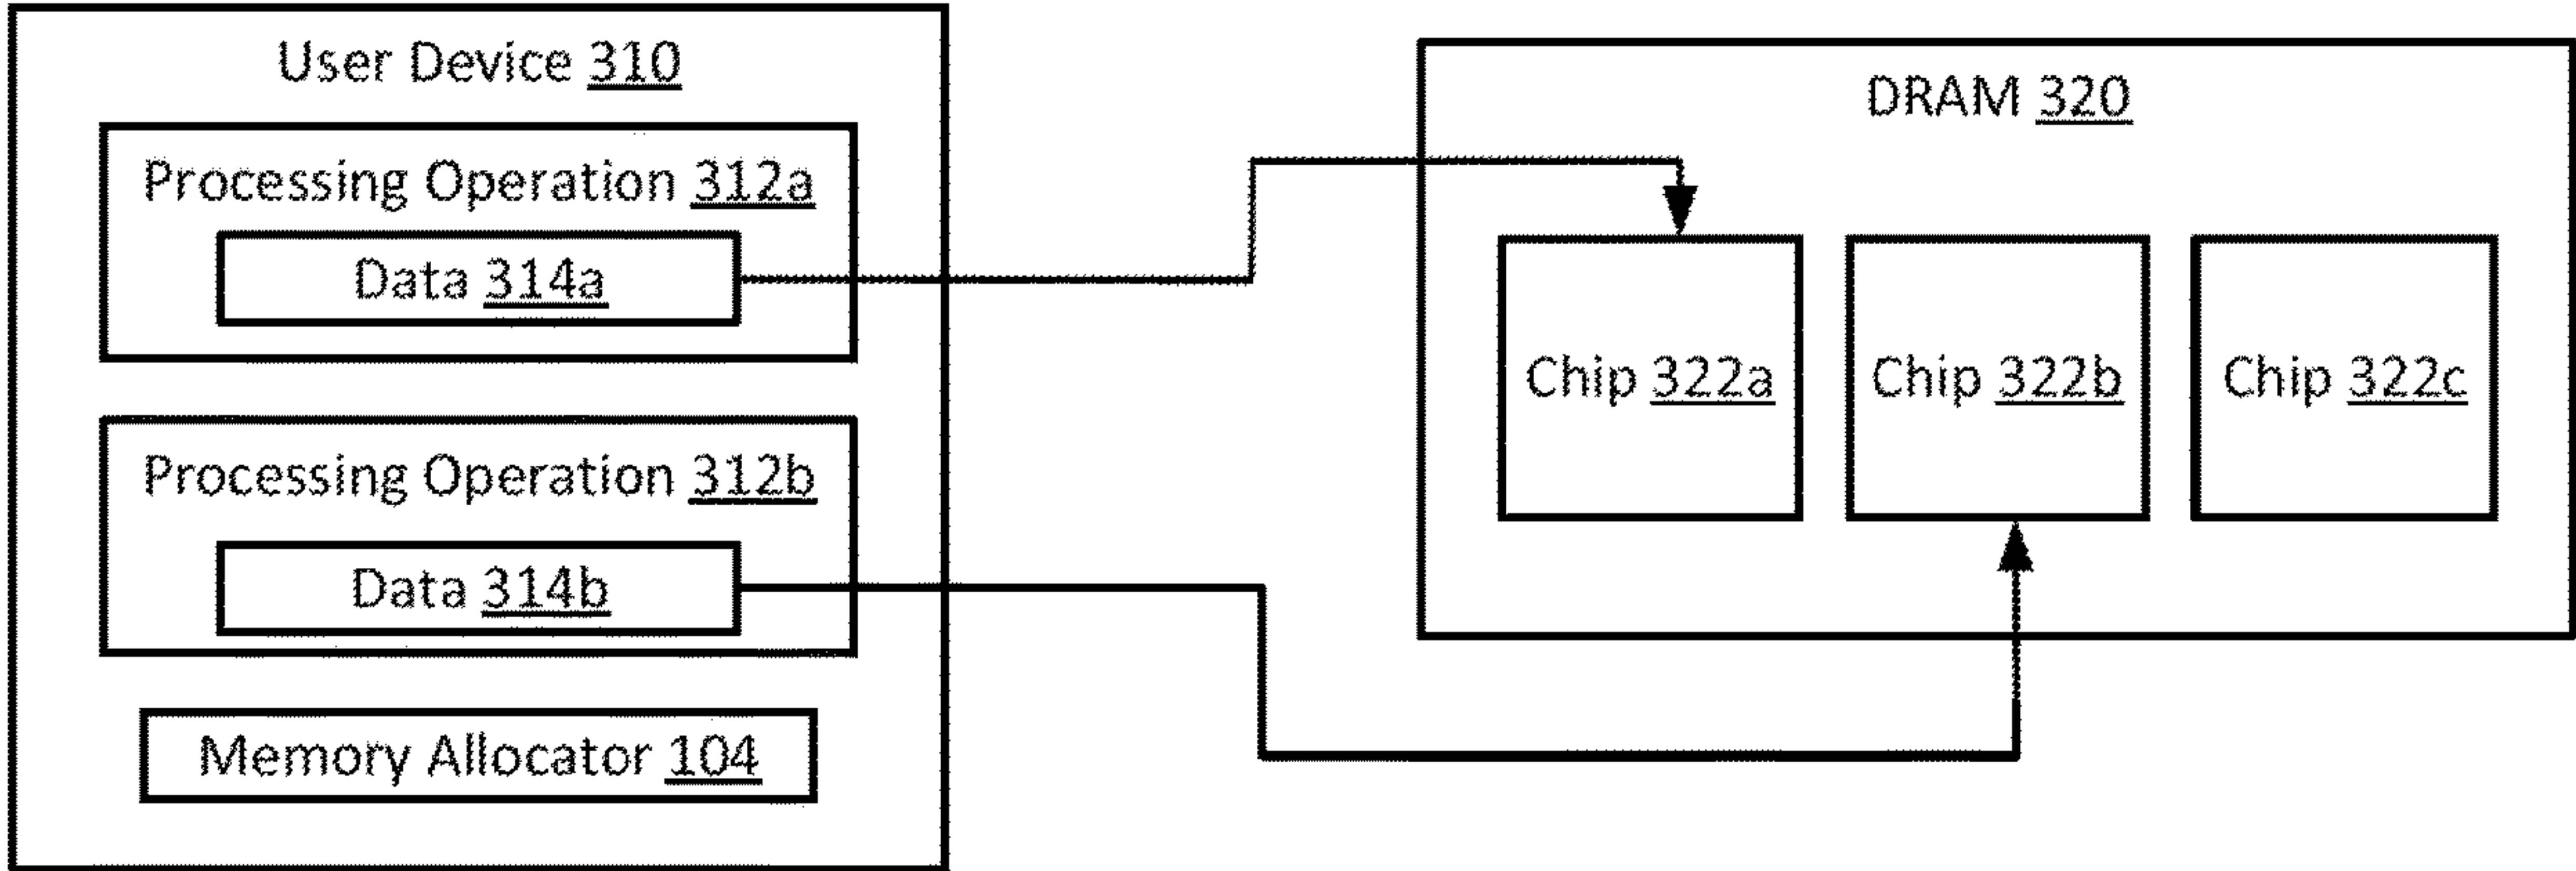 User Device 310
Processing Operation 312a
Data 314a
Processing Operation 312b
Data 314b
Memory Allocator 104
DRAM 320
Chip 322a
Chip 322b
Chip 322c